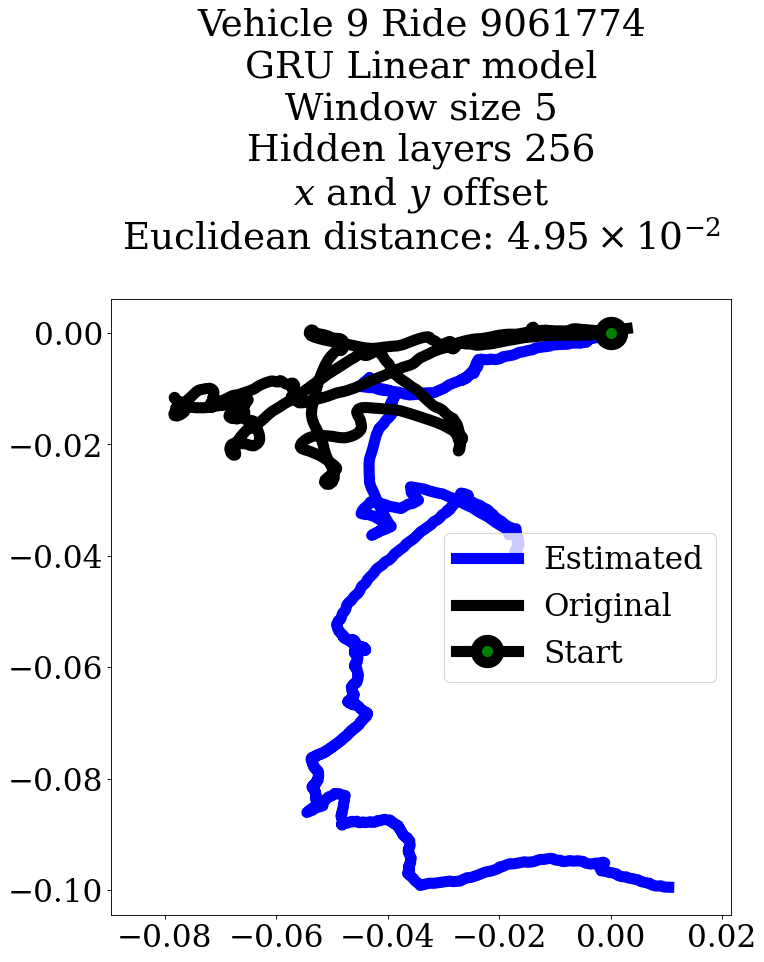 Vehicle 9 Ride 9061774
GRU Linear model
Window size 5
Hidden layers 256
x and y offset
Euclidean distance: 4.95 × 10⁻²
0.00
−0.02
−0.04
−0.06
−0.08
−0.10
Estimated
Original
Start
−0.08 −0.06 −0.04 −0.02 0.00 0.02